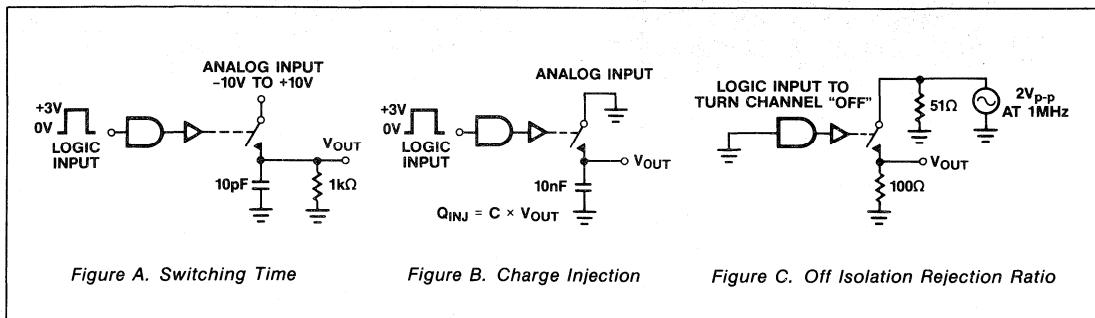 ANALOG INPUT
-10V TO +10V
+3V
0V
LOGIC
INPUT
VOUT
10pF
1kΩ
Figure A. Switching Time
ANALOG INPUT
+3V
0V
LOGIC
INPUT
VOUT
10nF
QINJ = C × VOUT
Figure B. Charge Injection
LOGIC INPUT TO
TURN CHANNEL "OFF"
51Ω
2Vp-p
AT 1MHz
VOUT
100Ω
Figure C. Off Isolation Rejection Ratio